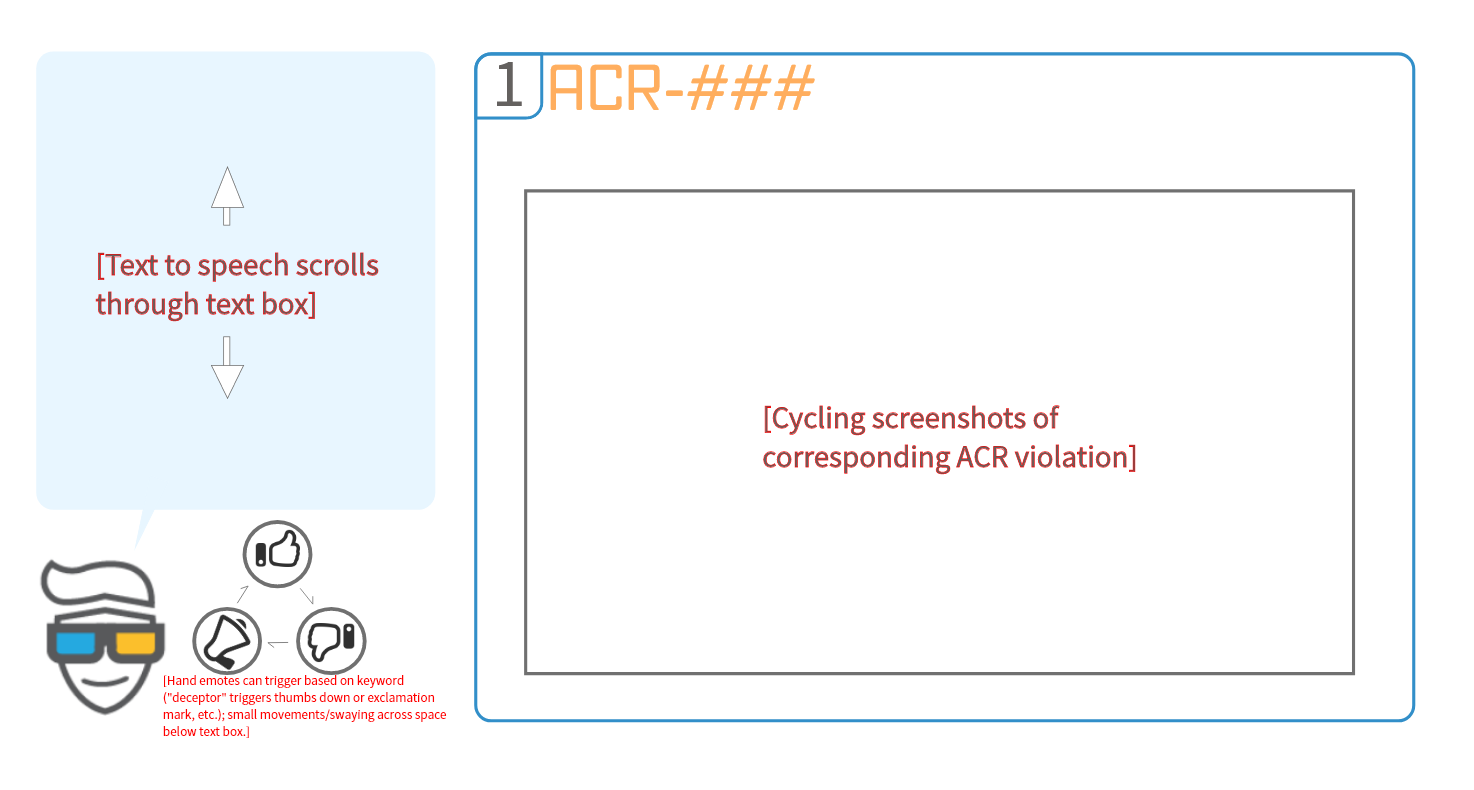 [Text to speech scrolls
through text box]
1
ACR-###
[Cycling screenshots of
corresponding ACR violation]
[Hand emotes can trigger based on keyword
("deceptor" triggers thumbs down or exclamation
mark, etc.); small movements/swaying across space
below text box.]